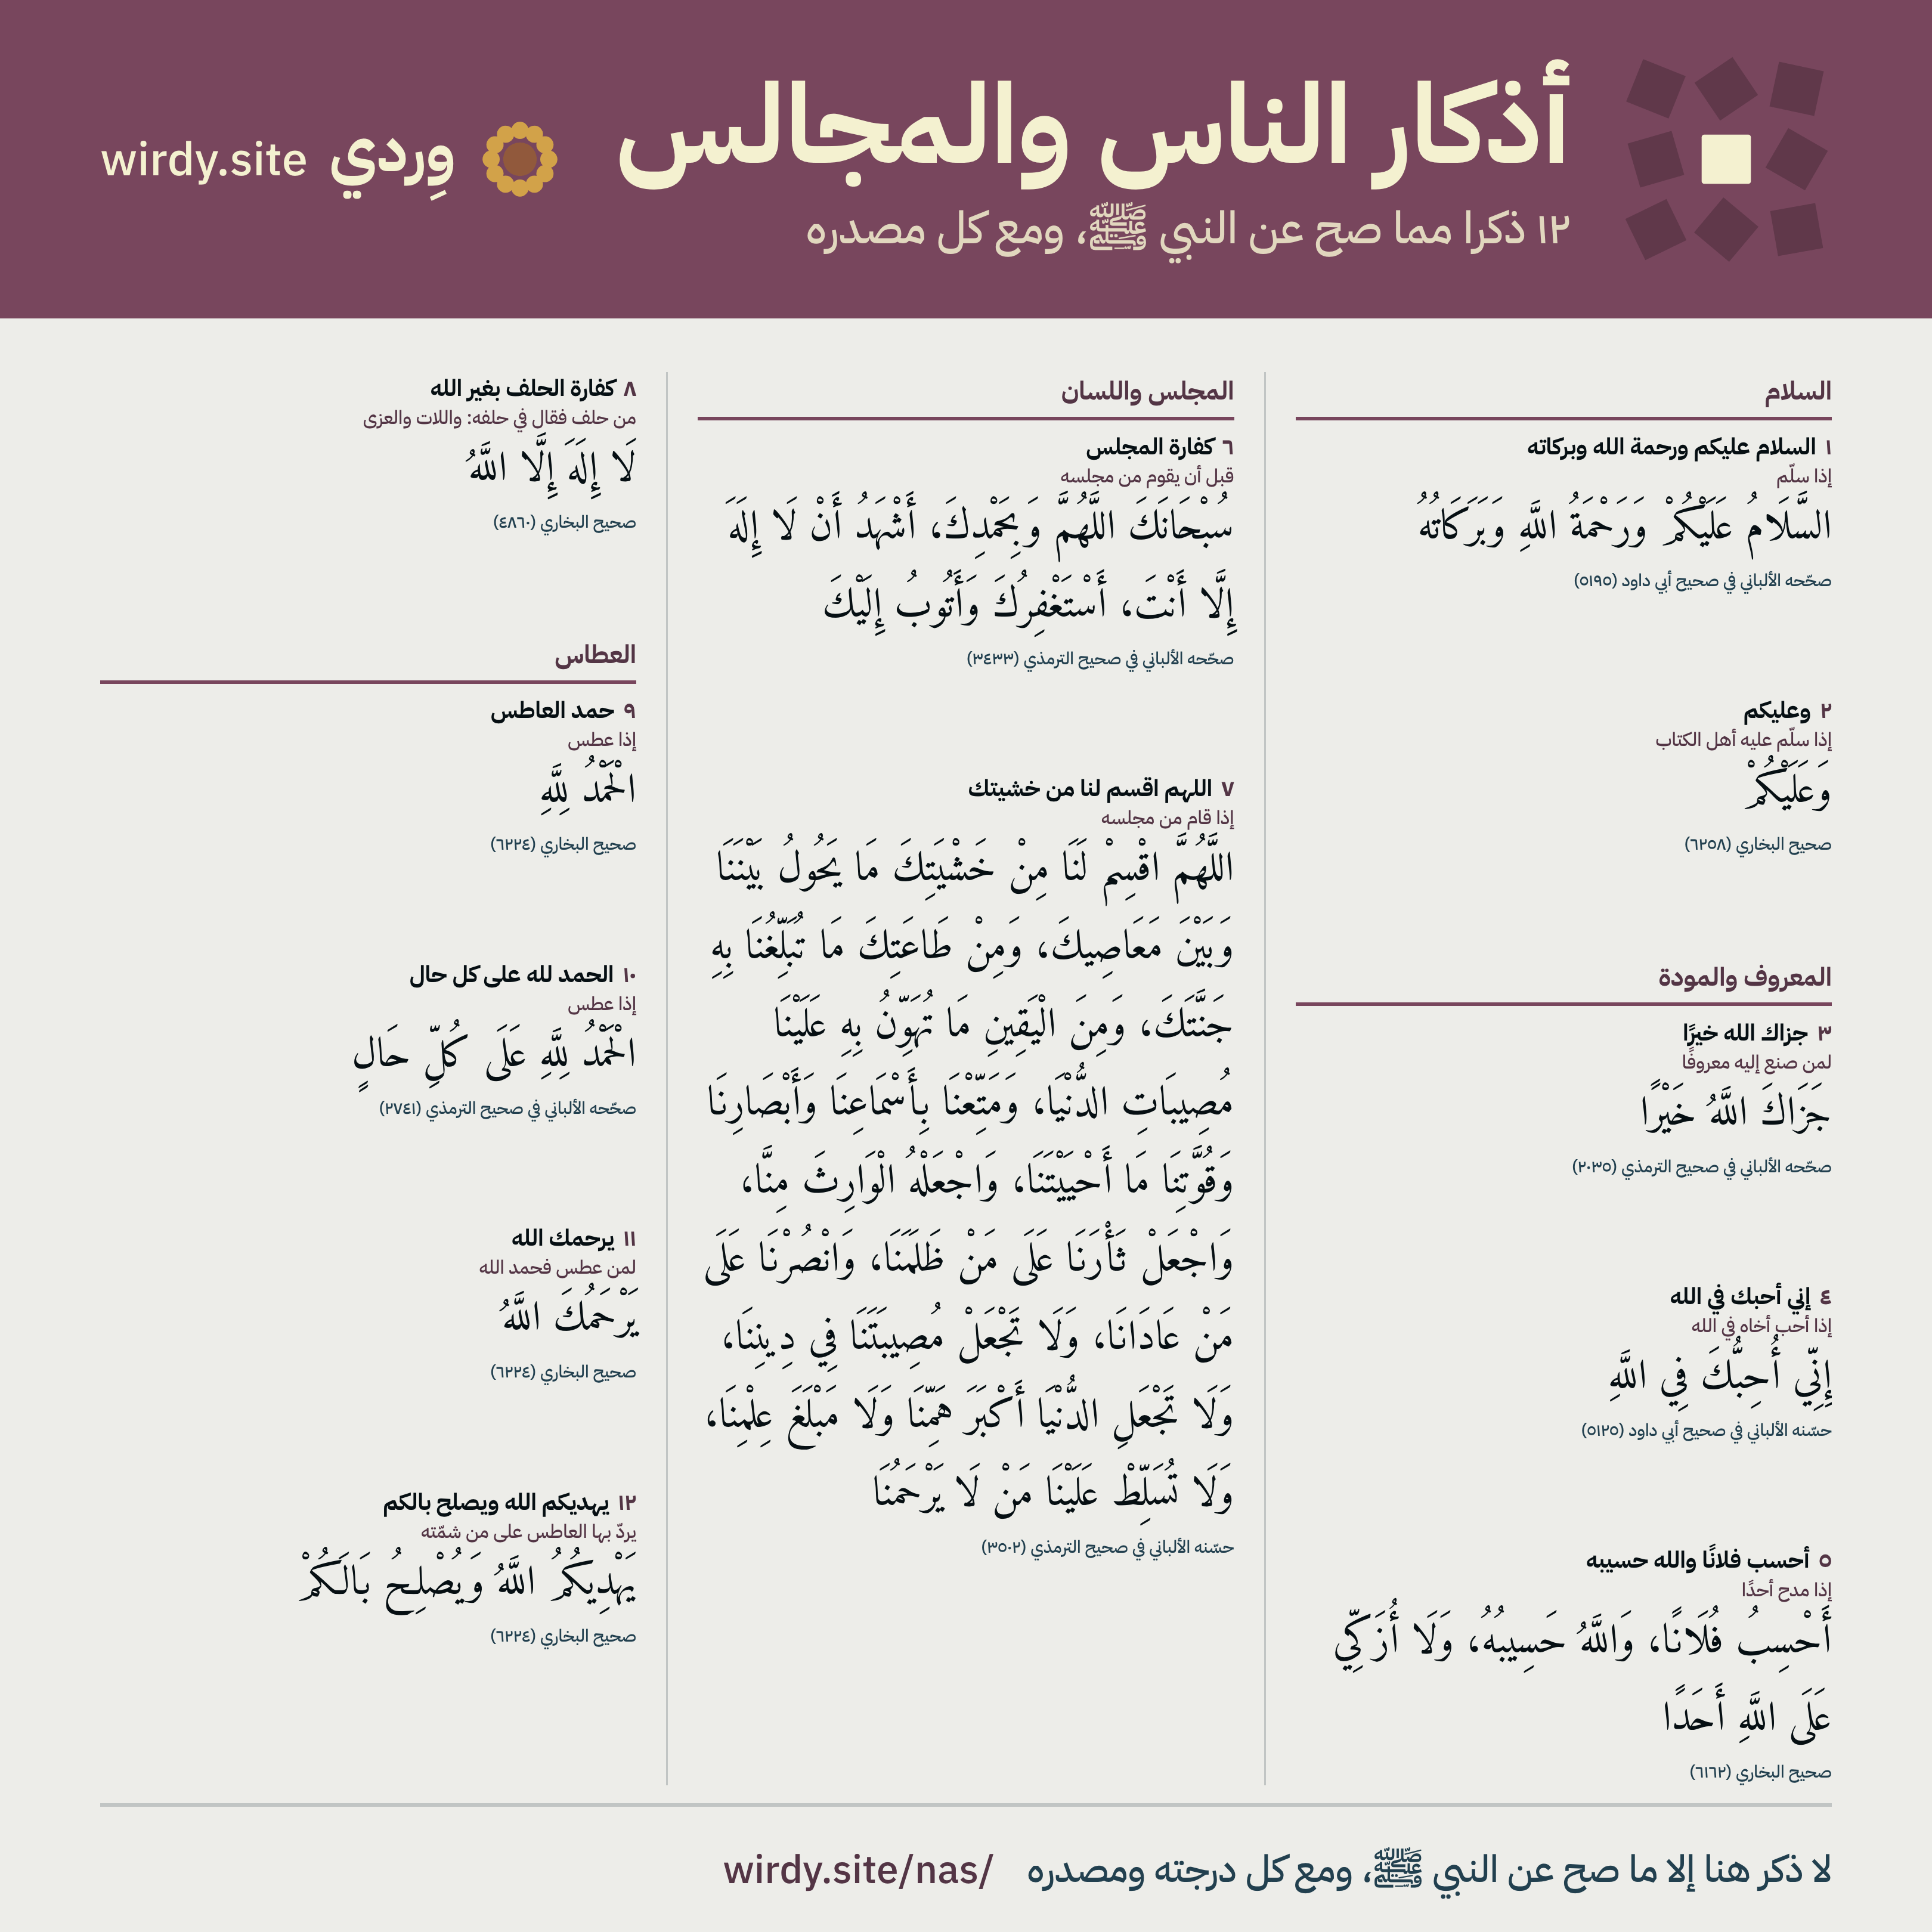 أذكار الناس والمجالس
١٢ ذكرا مما صح عن النبي ﷺ، ومع كل مصدره
وِردي wirdy.site
السلام
١ السلام عليكم ورحمة الله وبركاته
إذا سلّم
السَّلَامُ عَلَيْكُمْ وَرَحْمَةُ اللَّهِ وَبَرَكَاتُهُ
صحّحه الألباني في صحيح أبي داود (٥١٩٥)
٢ وعليكم
إذا سلّم عليه أهل الكتاب
وَعَلَيْكُمْ
صحيح البخاري (٦٢٥٨)
المعروف والمودة
٣ جزاك الله خيرًا
لمن صنع إليه معروفًا
جَزَاكَ اللَّهُ خَيْرًا
صحّحه الألباني في صحيح الترمذي (٢٠٣٥)
٤ إني أحبك في الله
إذا أحب أخاه في الله
إِنِّي أُحِبُّكَ فِي اللَّهِ
حسّنه الألباني في صحيح أبي داود (٥١٢٥)
٥ أحسب فلانًا والله حسيبه
إذا مدح أحدًا
أَحْسِبُ فُلَانًا، وَاللَّهُ حَسِيبُهُ، وَلَا أُزَكِّي
عَلَى اللَّهِ أَحَدًا
صحيح البخاري (٦١٦٢)
المجلس واللسان
٦ كفارة المجلس
قبل أن يقوم من مجلسه
سُبْحَانَكَ اللَّهُمَّ وَبِحَمْدِكَ، أَشْهَدُ أَنْ لَا إِلَهَ
إِلَّا أَنْتَ، أَسْتَغْفِرُكَ وَأَتُوبُ إِلَيْكَ
صحّحه الألباني في صحيح الترمذي (٣٤٣٣)
٧ اللهم اقسم لنا من خشيتك
إذا قام من مجلسه
اللَّهُمَّ اقْسِمْ لَنَا مِنْ خَشْيَتِكَ مَا يَحُولُ بَيْنَنَا
وَبَيْنَ مَعَاصِيكَ، وَمِنْ طَاعَتِكَ مَا تُبَلِّغُنَا بِهِ
جَنَّتَكَ، وَمِنَ الْيَقِينِ مَا تُهَوِّنُ بِهِ عَلَيْنَا
مُصِيبَاتِ الدُّنْيَا، وَمَتِّعْنَا بِأَسْمَاعِنَا وَأَبْصَارِنَا
وَقُوَّتِنَا مَا أَحْيَيْتَنَا، وَاجْعَلْهُ الْوَارِثَ مِنَّا،
وَاجْعَلْ ثَأْرَنَا عَلَى مَنْ ظَلَمَنَا، وَانْصُرْنَا عَلَى
مَنْ عَادَانَا، وَلَا تَجْعَلْ مُصِيبَتَنَا فِي دِينِنَا،
وَلَا تَجْعَلِ الدُّنْيَا أَكْبَرَ هَمِّنَا وَلَا مَبْلَغَ عِلْمِنَا،
وَلَا تُسَلِّطْ عَلَيْنَا مَنْ لَا يَرْحَمُنَا
حسّنه الألباني في صحيح الترمذي (٣٥٠٢)
٨ كفارة الحلف بغير الله
من حلف فقال في حلفه: واللات والعزى
لَا إِلَهَ إِلَّا اللَّهُ
صحيح البخاري (٤٨٦٠)
العطاس
٩ حمد العاطس
إذا عطس
الْحَمْدُ لِلَّهِ
صحيح البخاري (٦٢٢٤)
١٠ الحمد لله على كل حال
إذا عطس
الْحَمْدُ لِلَّهِ عَلَى كُلِّ حَالٍ
صحّحه الألباني في صحيح الترمذي (٢٧٤١)
١١ يرحمك الله
لمن عطس فحمد الله
يَرْحَمُكَ اللَّهُ
صحيح البخاري (٦٢٢٤)
١٢ يهديكم الله ويصلح بالكم
يردّ بها العاطس على من شمّته
يَهْدِيكُمُ اللَّهُ وَيُصْلِحُ بَالَكُمْ
صحيح البخاري (٦٢٢٤)
لا ذكر هنا إلا ما صح عن النبي ﷺ، ومع كل درجته ومصدره wirdy.site/nas/